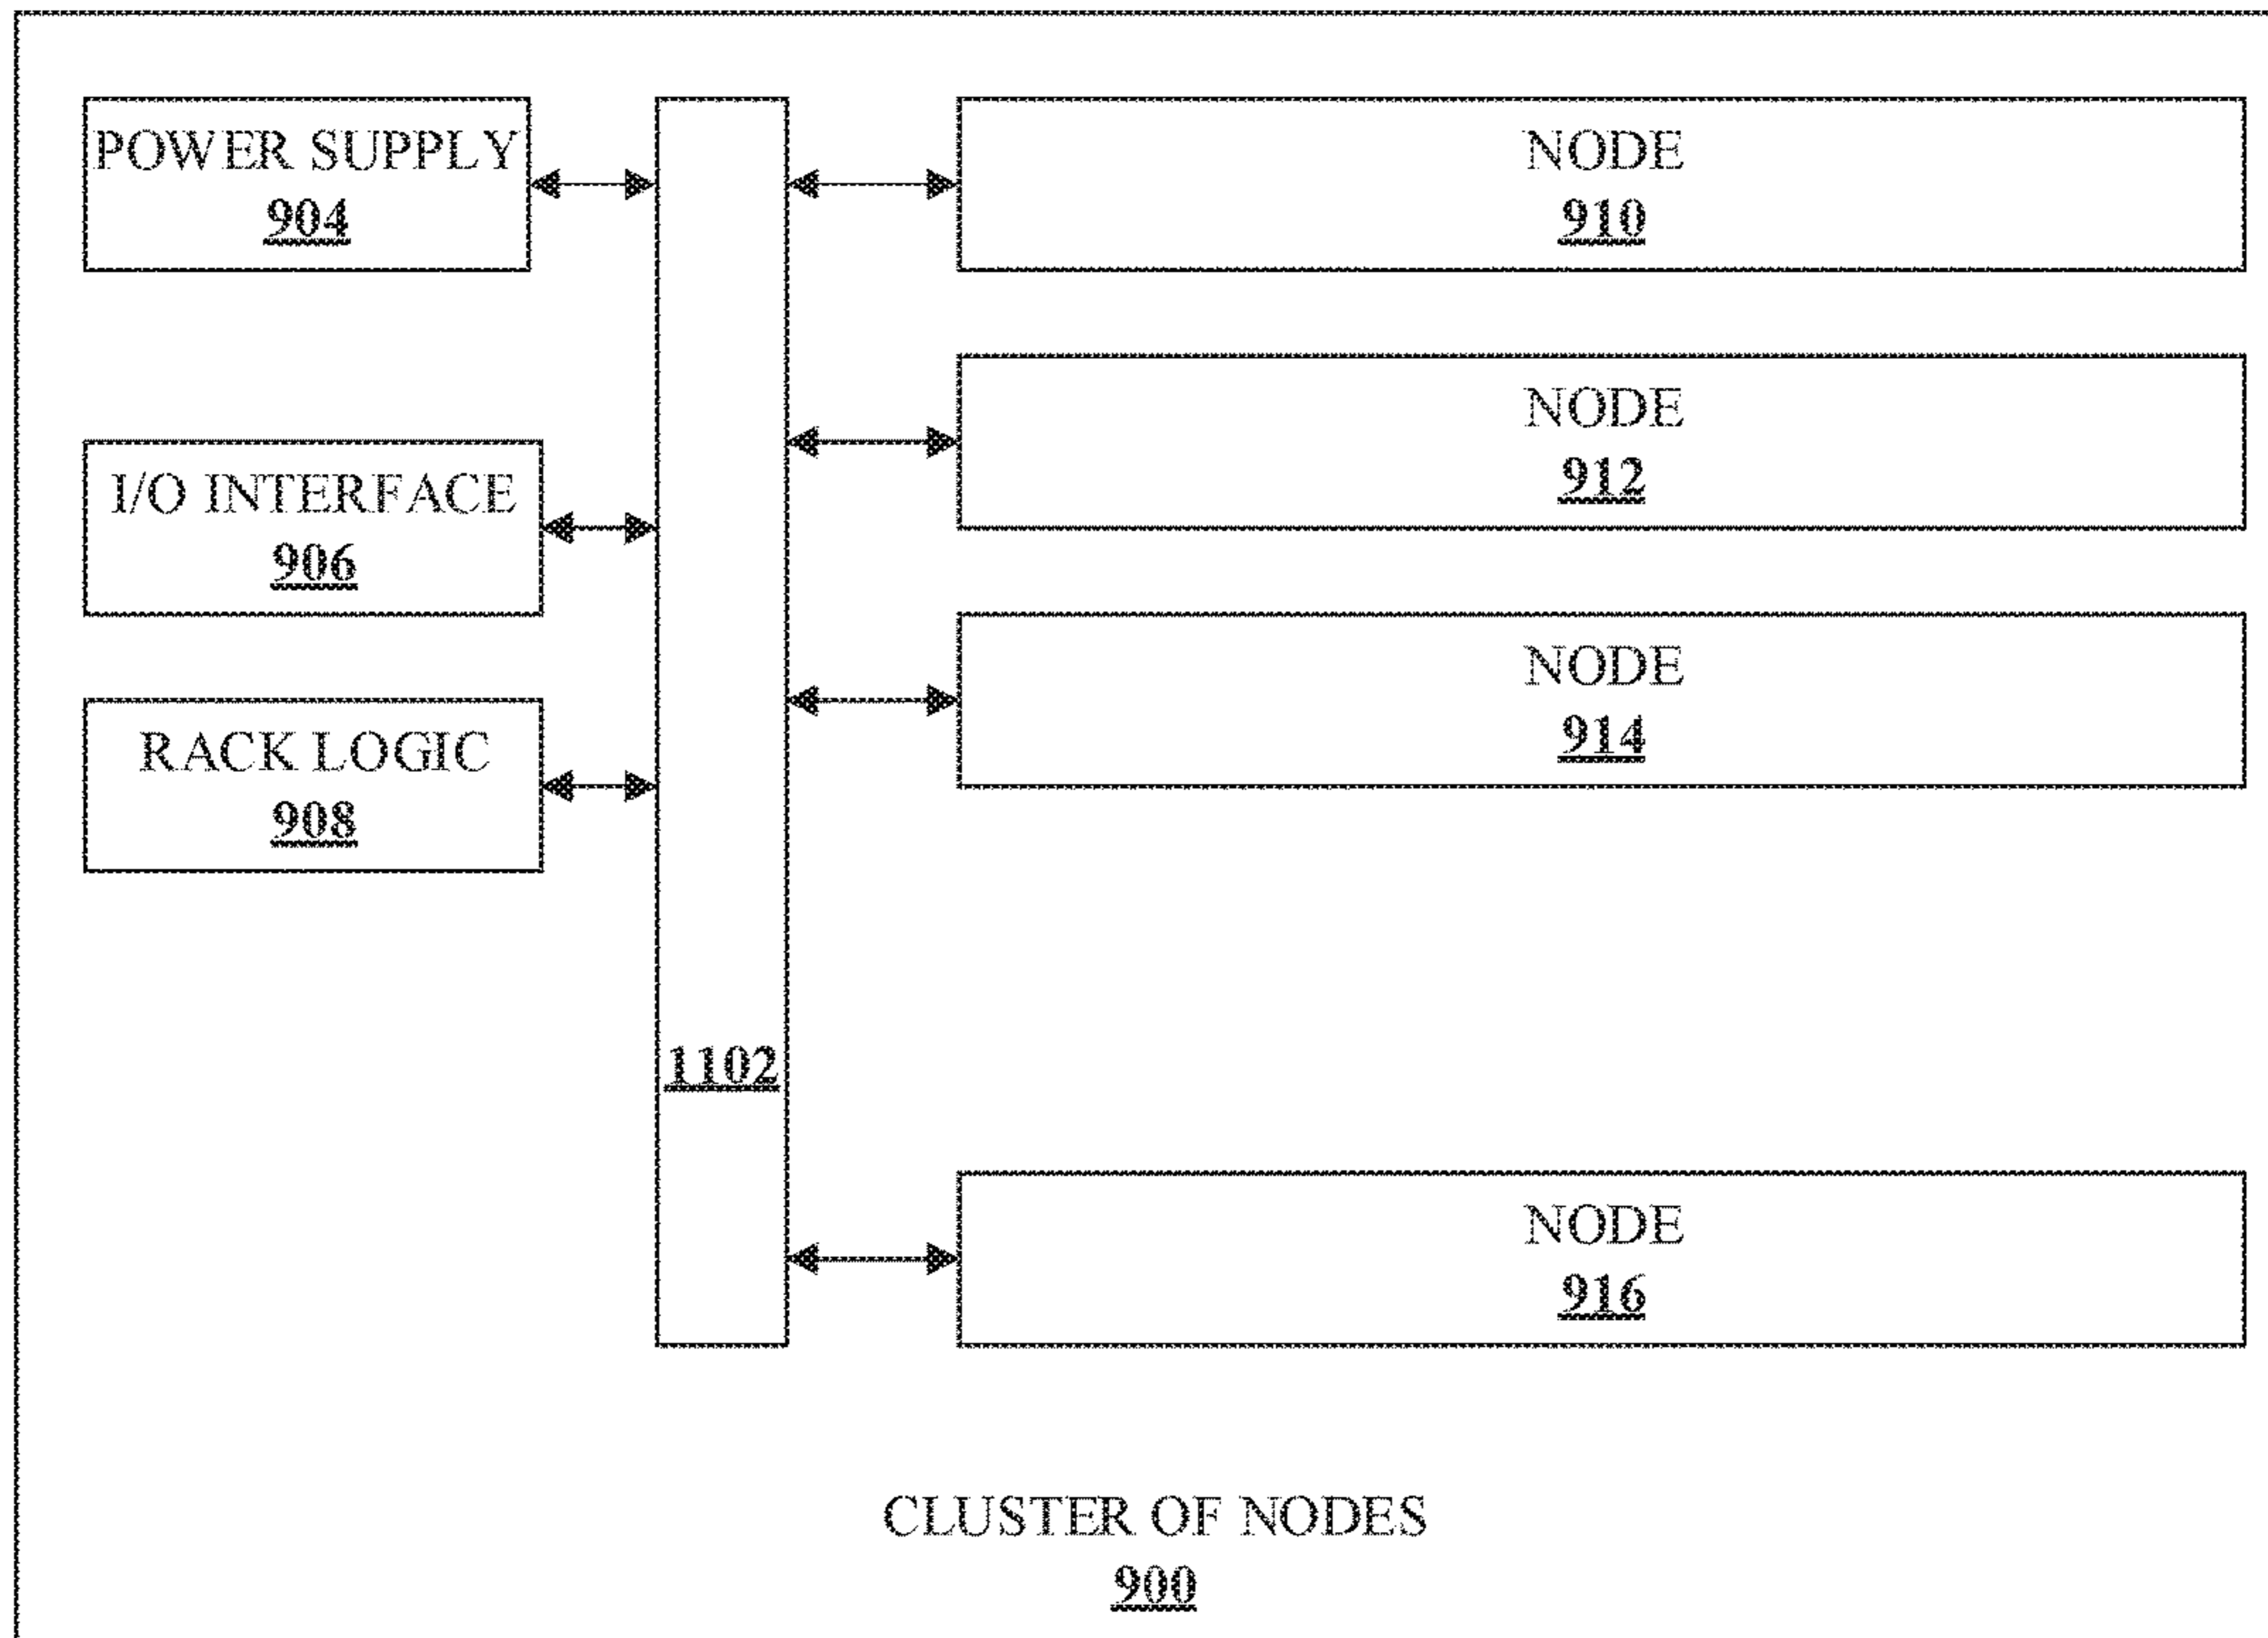 POWER SUPPLY
904
NODE
910
NODE
912
I/O INTERFACE
906
NODE
914
RACK LOGIC
908
1102
NODE
916
CLUSTER OF NODES
900